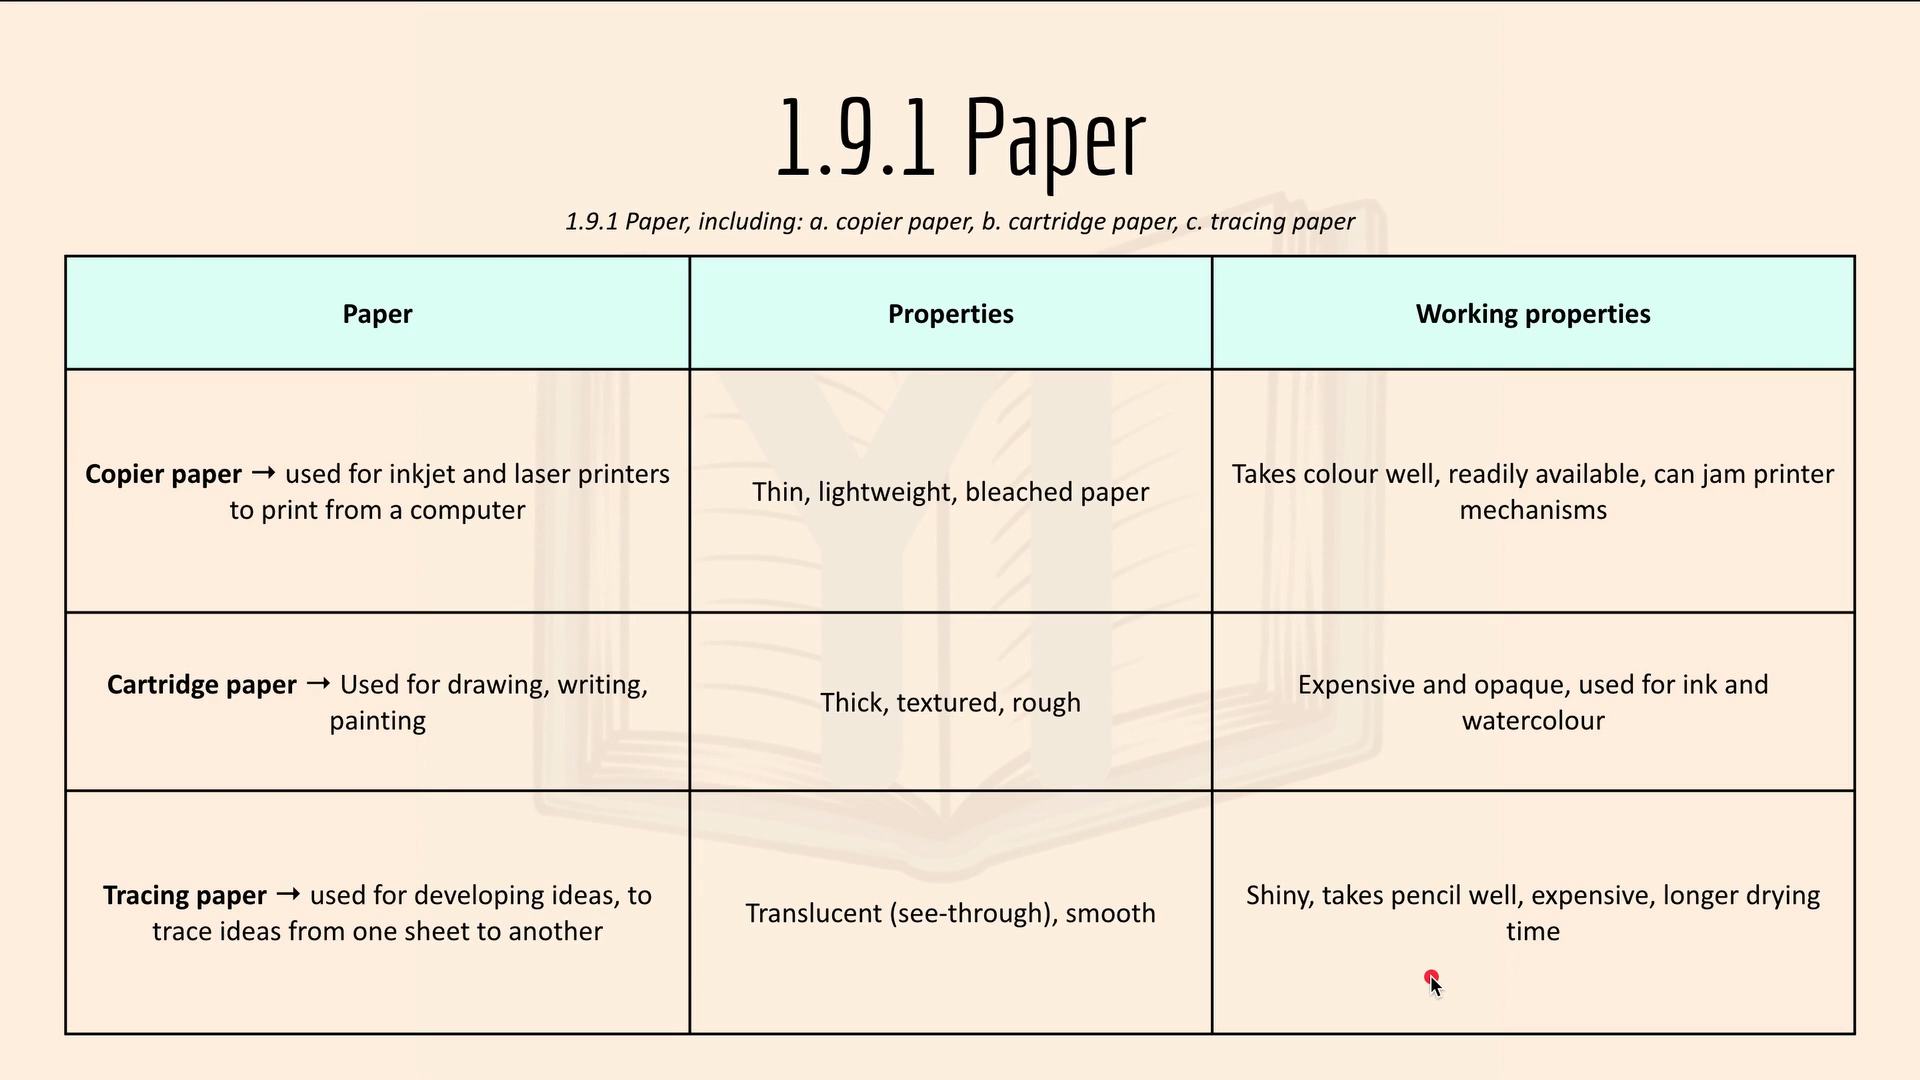 1.9.1 Paper
1.9.1 Paper, including: a. copier paper, b. cartridge paper, c. tracing paper
Paper
Properties
Working properties
Copier paper → used for inkjet and laser printers
to print from a computer
Thin, lightweight, bleached paper
Takes colour well, readily available, can jam printer
mechanisms
Cartridge paper → Used for drawing, writing,
painting
Thick, textured, rough
Expensive and opaque, used for ink and
watercolour
Tracing paper → used for developing ideas, to
trace ideas from one sheet to another
Translucent (see-through), smooth
Shiny, takes pencil well, expensive, longer drying
time
YI